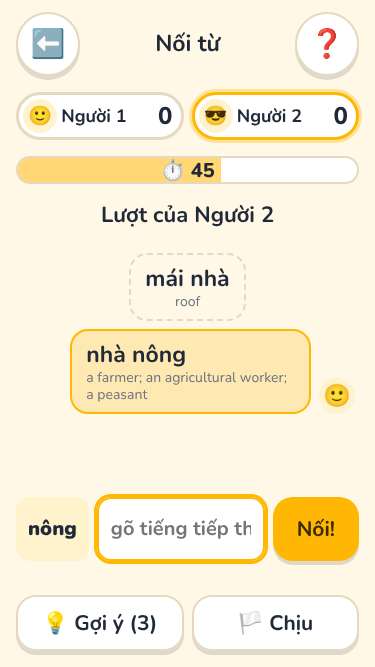 Nối từ
Người 1 0
Người 2 0
45
Lượt của Người 2
mái nhà
roof
nhà nông
a farmer; an agricultural worker;
a peasant
nông
gõ tiếng tiếp th
Nối!
Gợi ý (3)
Chịu